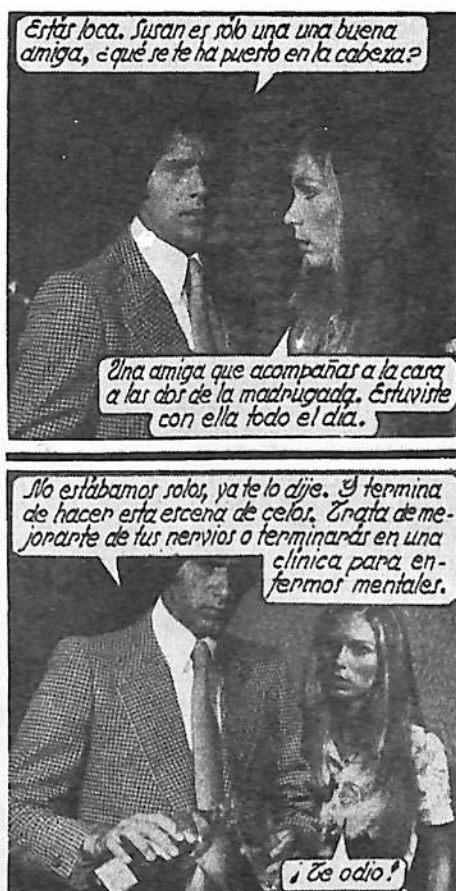 Estás loca. Susan es sólo una una buena
amiga, ¿qué se te ha puesto en la cabeza?
Una amiga que acompañas a la casa
a las dos de la madrugada. Estuviste
con ella todo el día.
No estábamos solos, ya te lo dije. Y termina
de hacer esta escena de celos. Trata de me-
jorarte de tus nervios o terminarás en una
clínica para en-
fermos mentales.
¡Te odio!